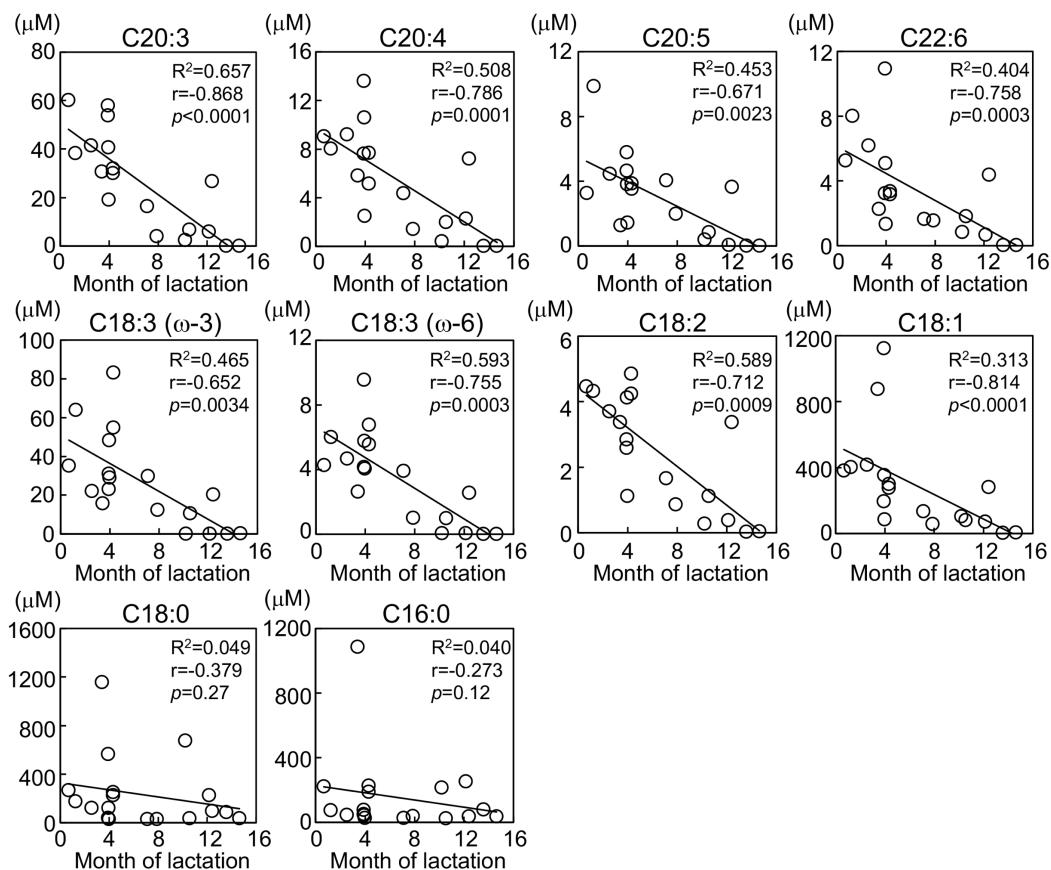 (μM) (μM) (μM) (μM)
C20:3 C20:4 C20:5 C22:6
80 16 12 12
R²=0.657 R²=0.508 R²=0.453 R²=0.404
r=-0.868 r=-0.786 r=-0.671 r=-0.758
p<0.0001 p=0.0001 p=0.0023 p=0.0003
60 12 8 8
40 8 4 4
20 4
0 0 0 0
0 4 8 12 16 0 4 8 12 16 0 4 8 12 16 0 4 8 12 16
Month of lactation Month of lactation Month of lactation Month of lactation
(μM) (μM) (μM) (μM)
C18:3 (ω-3) C18:3 (ω-6) C18:2 C18:1
100 12 6 1200
R²=0.465 R²=0.593 R²=0.589 R²=0.313
r=-0.652 r=-0.755 r=-0.712 r=-0.814
p=0.0034 p=0.0003 p=0.0009 p<0.0001
80 8 4 800
60 4 2 400
40
20
0 0 0 0
0 4 8 12 16 0 4 8 12 16 0 4 8 12 16 0 4 8 12 16
Month of lactation Month of lactation Month of lactation Month of lactation
(μM) (μM)
C18:0 C16:0
1600 1200
R²=0.049 R²=0.040
r=-0.379 r=-0.273
p=0.27 p=0.12
1200 800
800 400
400
0 0
0 4 8 12 16 0 4 8 12 16
Month of lactation Month of lactation